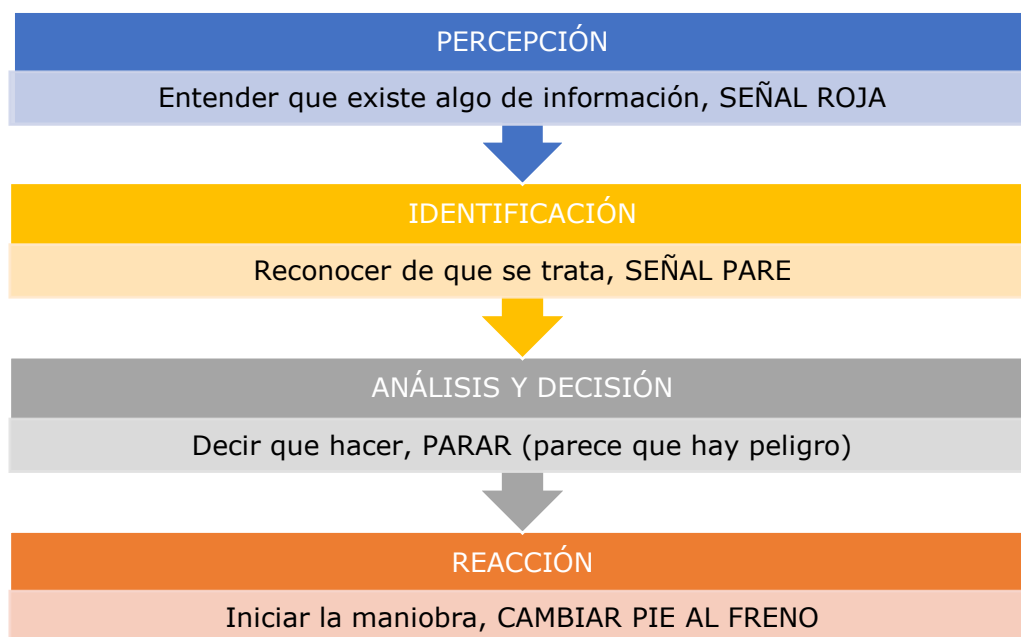 PERCEPCIÓN
Entender que existe algo de información, SEÑAL ROJA
IDENTIFICACIÓN
Reconocer de que se trata, SEÑAL PARE
ANÁLISIS Y DECISIÓN
Decir que hacer, PARAR (parece que hay peligro)
REACCIÓN
Iniciar la maniobra, CAMBIAR PIE AL FRENO